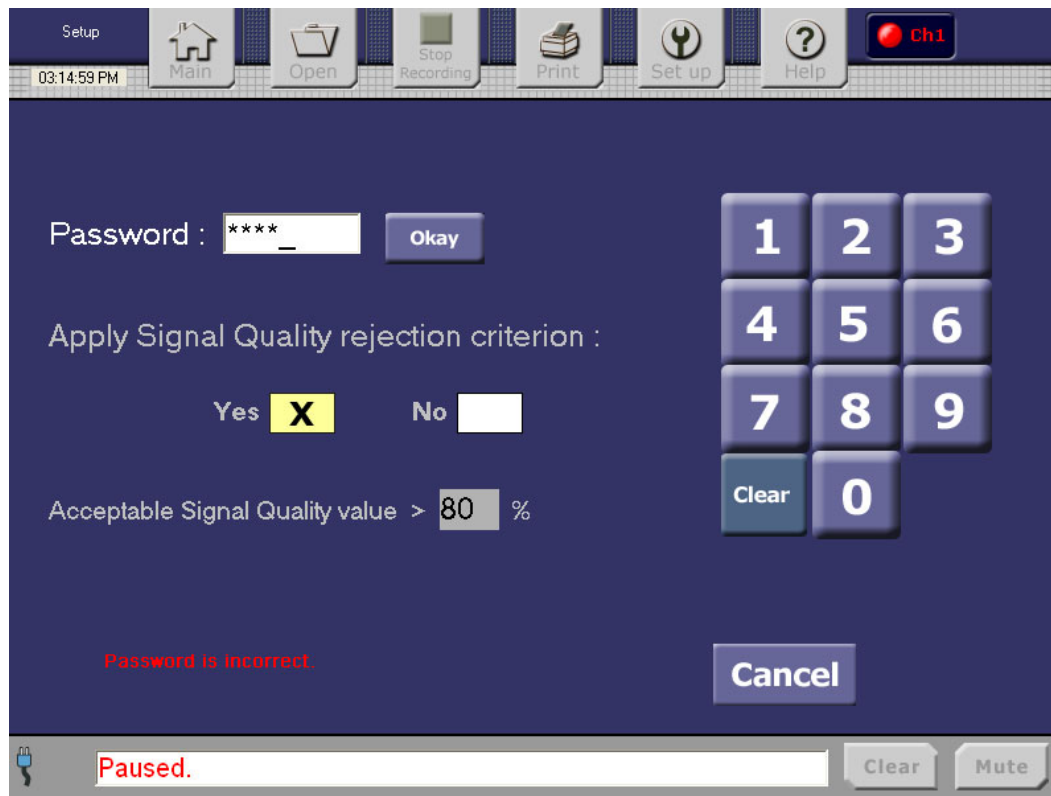 Setup
03:14:59 PM
Main
Open
Stop
Recording
Print
Set up
Help
Ch1
Password : ****_ Okay
Apply Signal Quality rejection criterion :
Yes X No
Acceptable Signal Quality value > 80 %
1 2 3
4 5 6
7 8 9
Clear 0
Password is incorrect.
Cancel
Paused.
Clear Mute